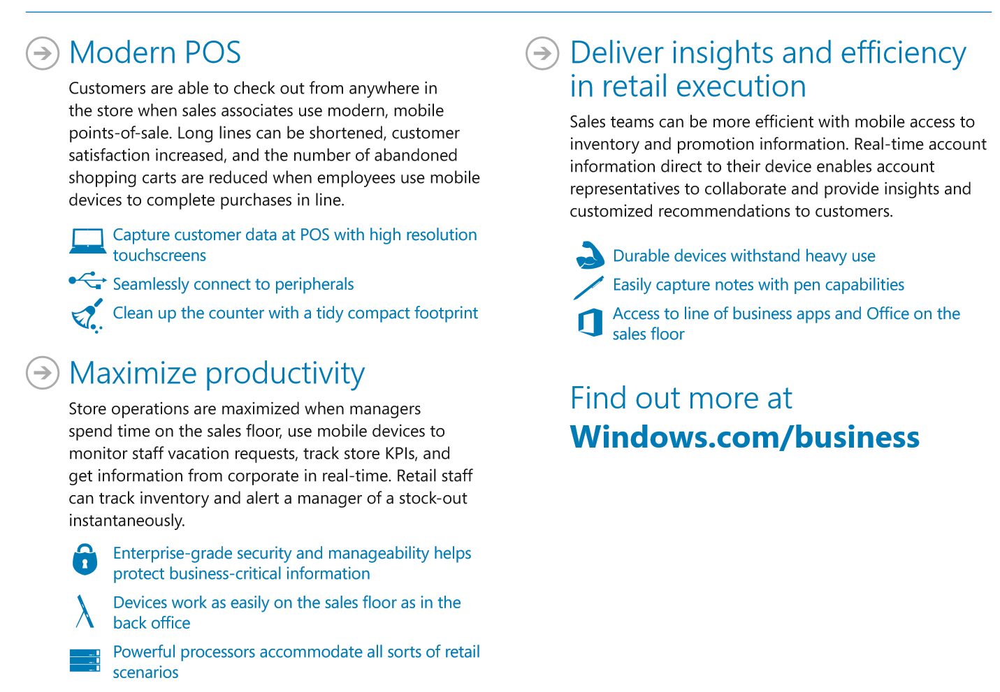 Modern POS
Customers are able to check out from anywhere in
the store when sales associates use modern, mobile
points-of-sale. Long lines can be shortened, customer
satisfaction increased, and the number of abandoned
shopping carts are reduced when employees use mobile
devices to complete purchases in line.
Capture customer data at POS with high resolution
touchscreens
Seamlessly connect to peripherals
Clean up the counter with a tidy compact footprint
Maximize productivity
Store operations are maximized when managers
spend time on the sales floor, use mobile devices to
monitor staff vacation requests, track store KPIs, and
get information from corporate in real-time. Retail staff
can track inventory and alert a manager of a stock-out
instantaneously.
Enterprise-grade security and manageability helps
protect business-critical information
Devices work as easily on the sales floor as in the
back office
Powerful processors accommodate all sorts of retail
scenarios
Deliver insights and efficiency
in retail execution
Sales teams can be more efficient with mobile access to
inventory and promotion information. Real-time account
information direct to their device enables account
representatives to collaborate and provide insights and
customized recommendations to customers.
Durable devices withstand heavy use
Easily capture notes with pen capabilities
Access to line of business apps and Office on the
sales floor
Find out more at
Windows.com/business